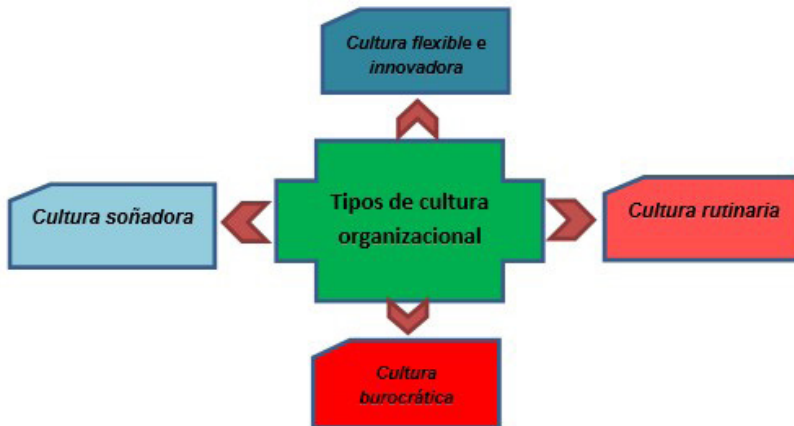 Cultura flexible e
innovadora
Cultura soñadora
Tipos de cultura
organizacional
Cultura rutinaria
Cultura
burocrática